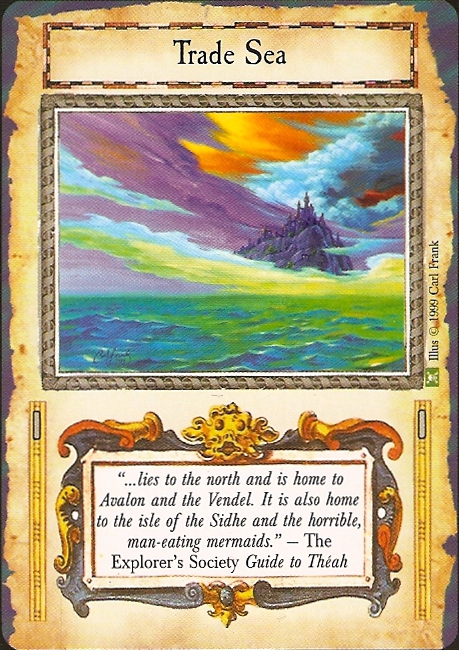 Trade Sea
Illus © 1999 Carl Frank
“...lies to the north and is home to
Avalon and the Vendel. It is also home
to the isle of the Sidhe and the horrible,
man-eating mermaids.” – The
Explorer's Society Guide to Théah